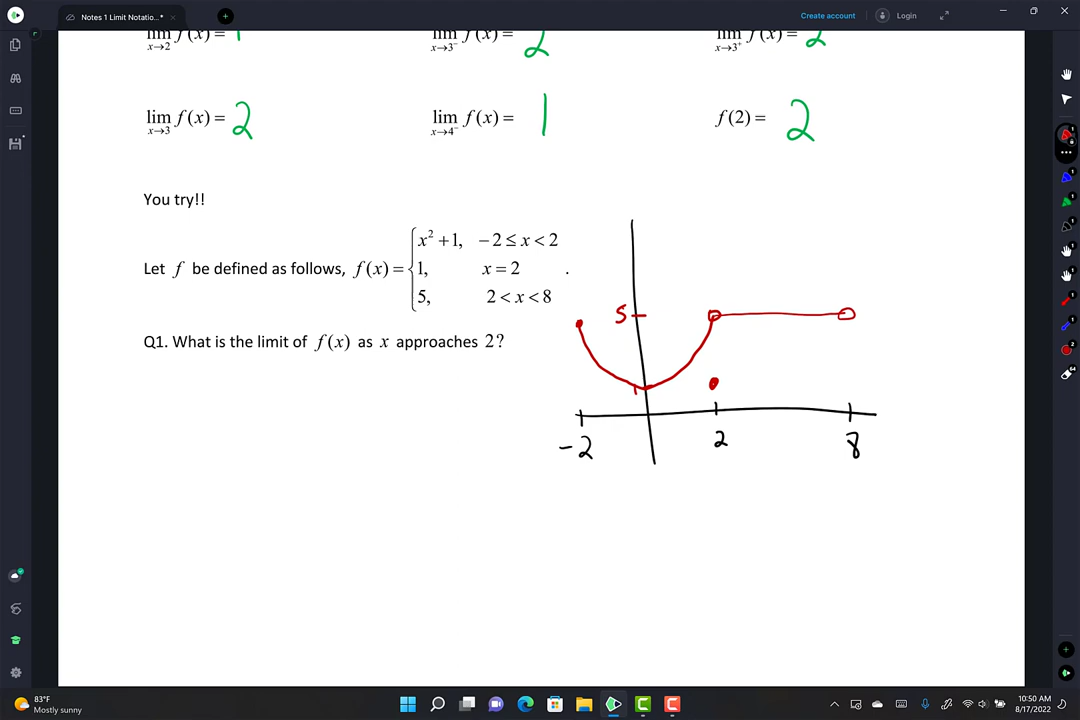 Notes 1 Limit Notatio...*
Create account
Login
lim f(x) = 1
x→2
lim f(x) = 2
x→3⁻
lim f(x) = 2
x→3⁺
lim f(x) = 2
x→3
lim f(x) = 1
x→4⁻
f(2) = 2
You try!!
x² + 1, −2 ≤ x < 2
Let f be defined as follows, f(x) = { 1, x = 2 .
5, 2 < x < 8
Q1. What is the limit of f(x) as x approaches 2?
5
1
-2 2 8
83°F
Mostly sunny
10:50 AM
8/17/2022